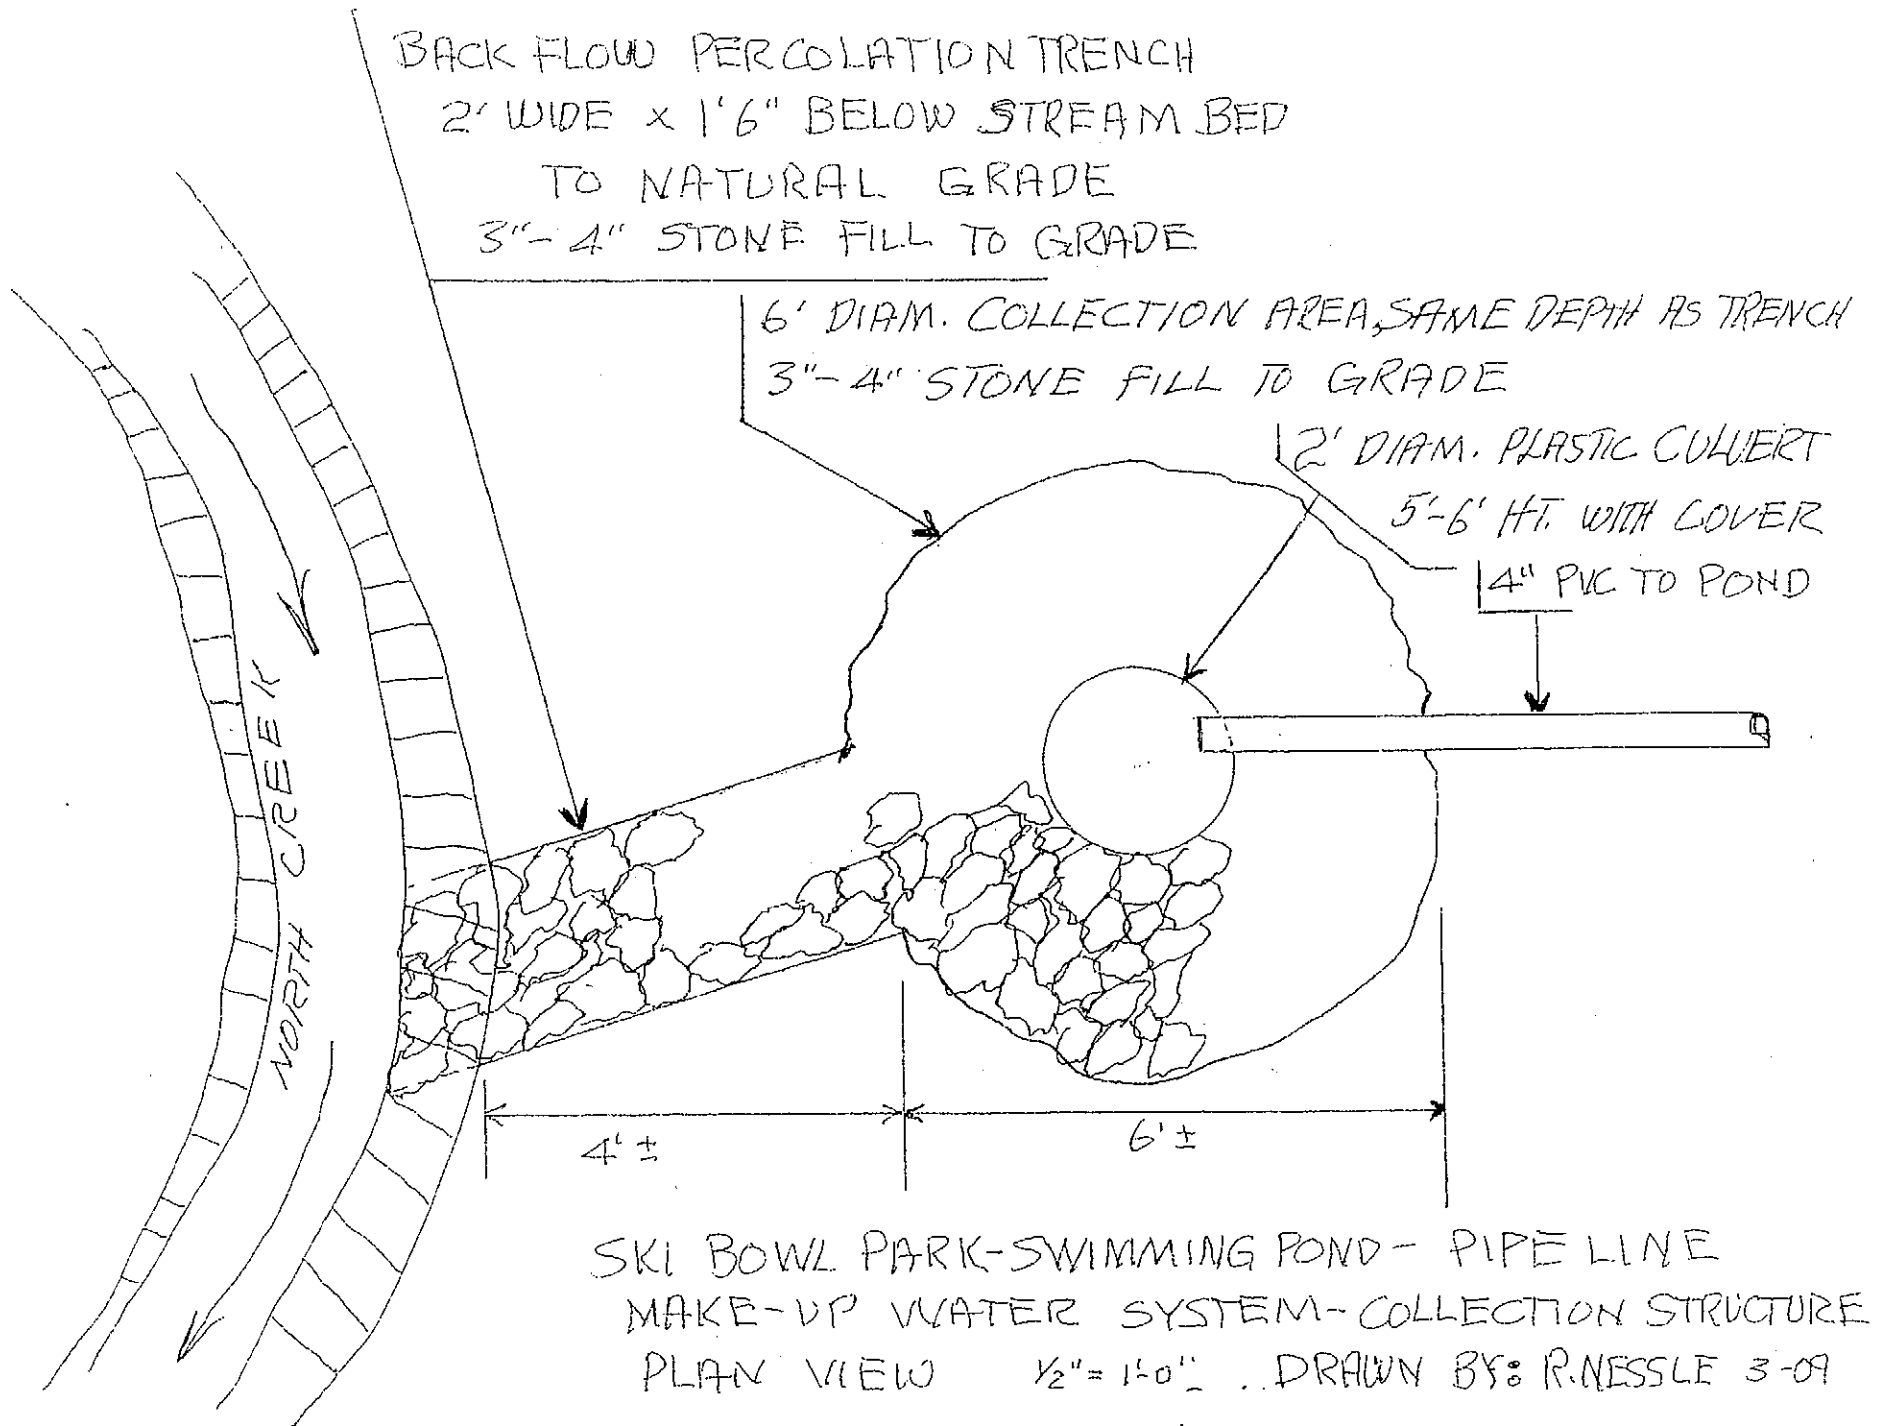 BACK FLOW PERCOLATION TRENCH
2' WIDE x 1'6" BELOW STREAM BED
TO NATURAL GRADE
3"-4" STONE FILL TO GRADE
6' DIAM. COLLECTION AREA, SAME DEPTH AS TRENCH
3"-4" STONE FILL TO GRADE
2' DIAM. PLASTIC CULVERT
5'-6' HT. WITH COVER
4" PVC TO POND
NORTH CREEK
4' ±
6' ±
SKI BOWL PARK-SWIMMING POND - PIPE LINE
MAKE-UP WATER SYSTEM-COLLECTION STRUCTURE
PLAN VIEW 1/2" = 1'-0" DRAWN BY: R.NESSLE 3-09